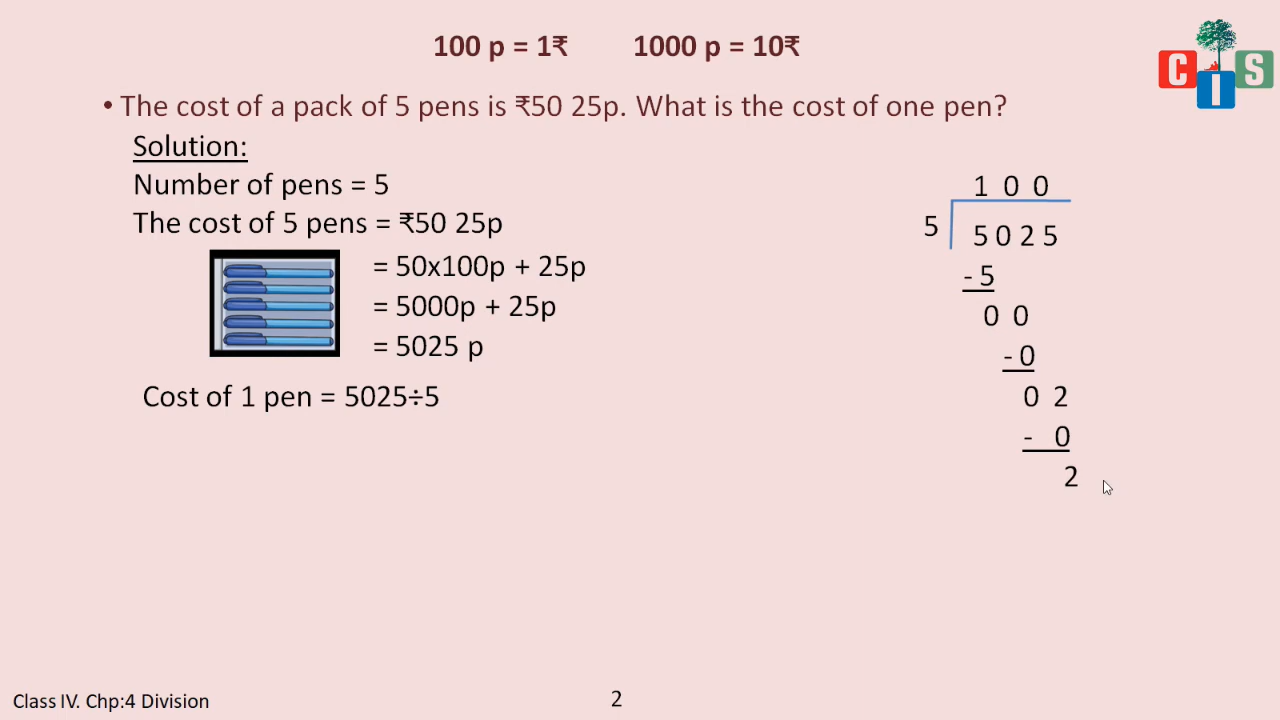 100 p = 1₹ 1000 p = 10₹
C I S
• The cost of a pack of 5 pens is ₹50 25p. What is the cost of one pen?
Solution:
Number of pens = 5
The cost of 5 pens = ₹50 25p
= 50x100p + 25p
= 5000p + 25p
= 5025 p
Cost of 1 pen = 5025÷5
1 0 0
5 5 0 2 5
- 5
0 0
- 0
0 2
- 0
2
Class IV. Chp:4 Division
2